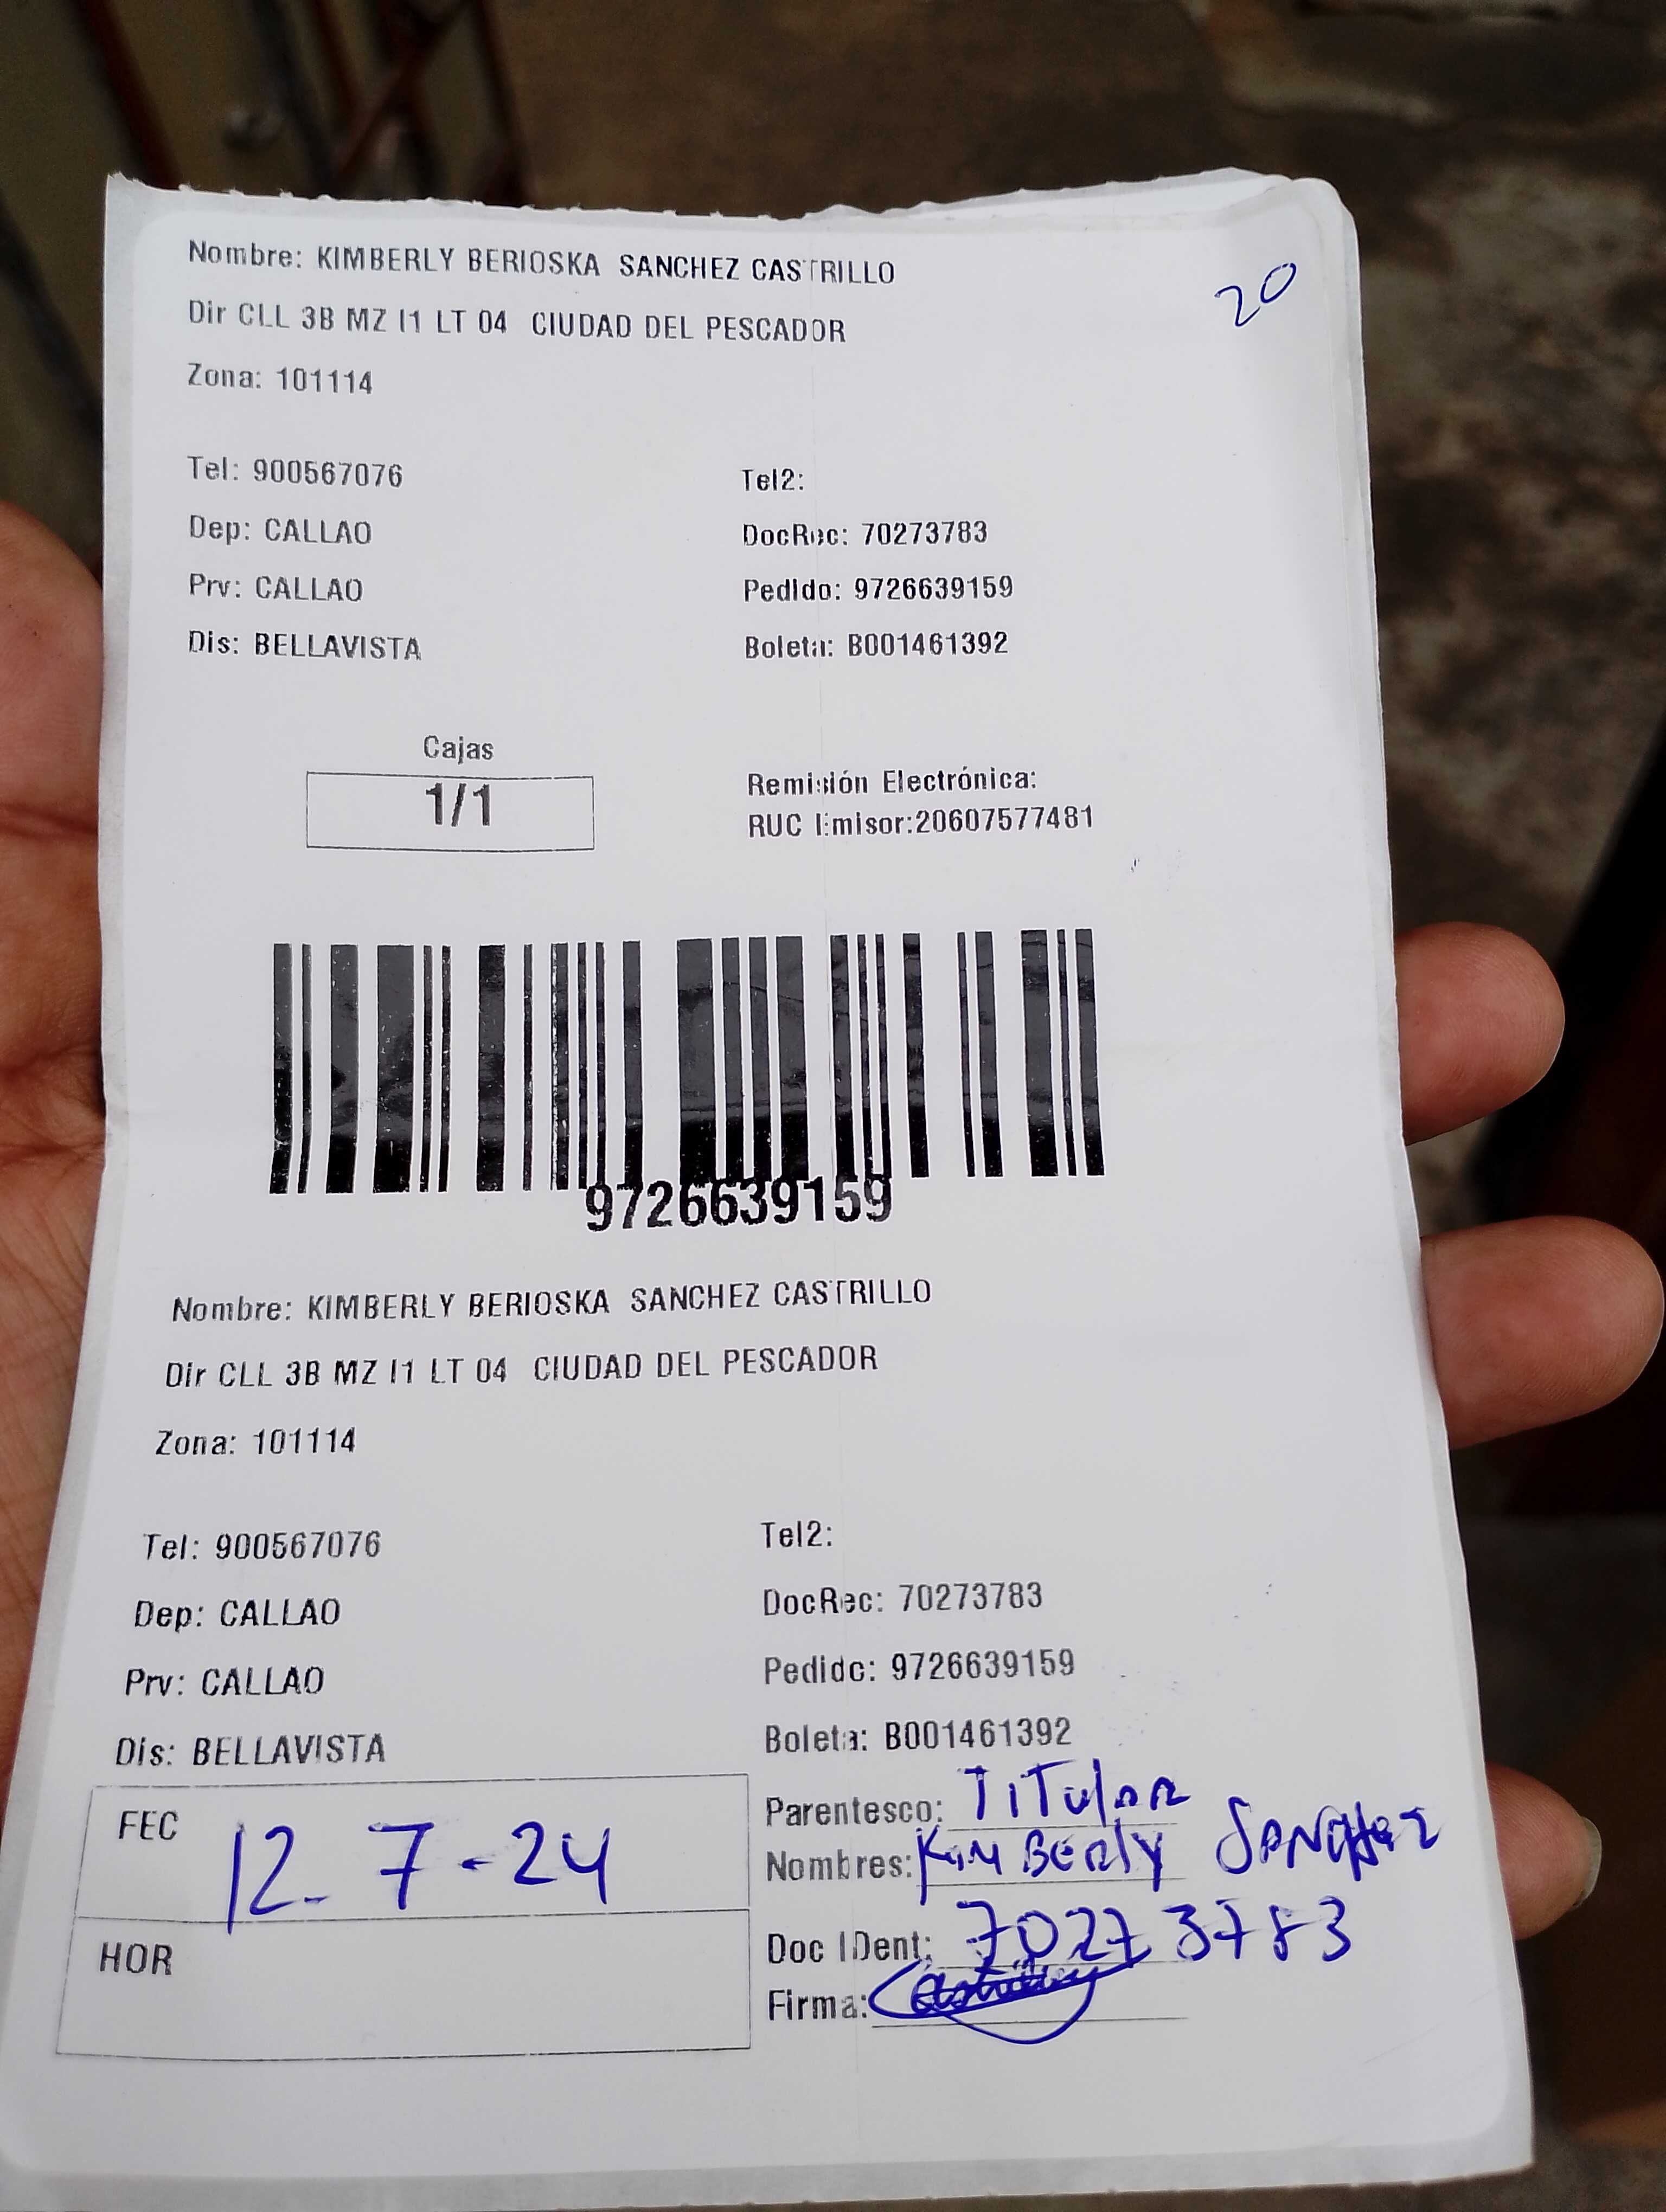 Nombre: KIMBERLY BERIOSKA SANCHEZ CASTRILLO
20
Dir CLL 3B MZ I1 LT 04 CIUDAD DEL PESCADOR
Zona: 101114
Tel: 900567076 Tel2:
Dep: CALLAO DocRec: 70273783
Prv: CALLAO Pedido: 9726639159
Dis: BELLAVISTA Boleta: B001461392
Cajas
1/1
Remisión Electrónica:
RUC Emisor:20607577481
9726639159
Nombre: KIMBERLY BERIOSKA SANCHEZ CASTRILLO
Dir CLL 3B MZ I1 LT 04 CIUDAD DEL PESCADOR
Zona: 101114
Tel: 900567076 Tel2:
Dep: CALLAO DocRec: 70273783
Prv: CALLAO Pedido: 9726639159
Dis: BELLAVISTA Boleta: B001461392
FEC 12-7-24
HOR
Parentesco: TiTulaR
Nombres: KiMBERly SANCHEZ
Doc IDent: 70273783
Firma: